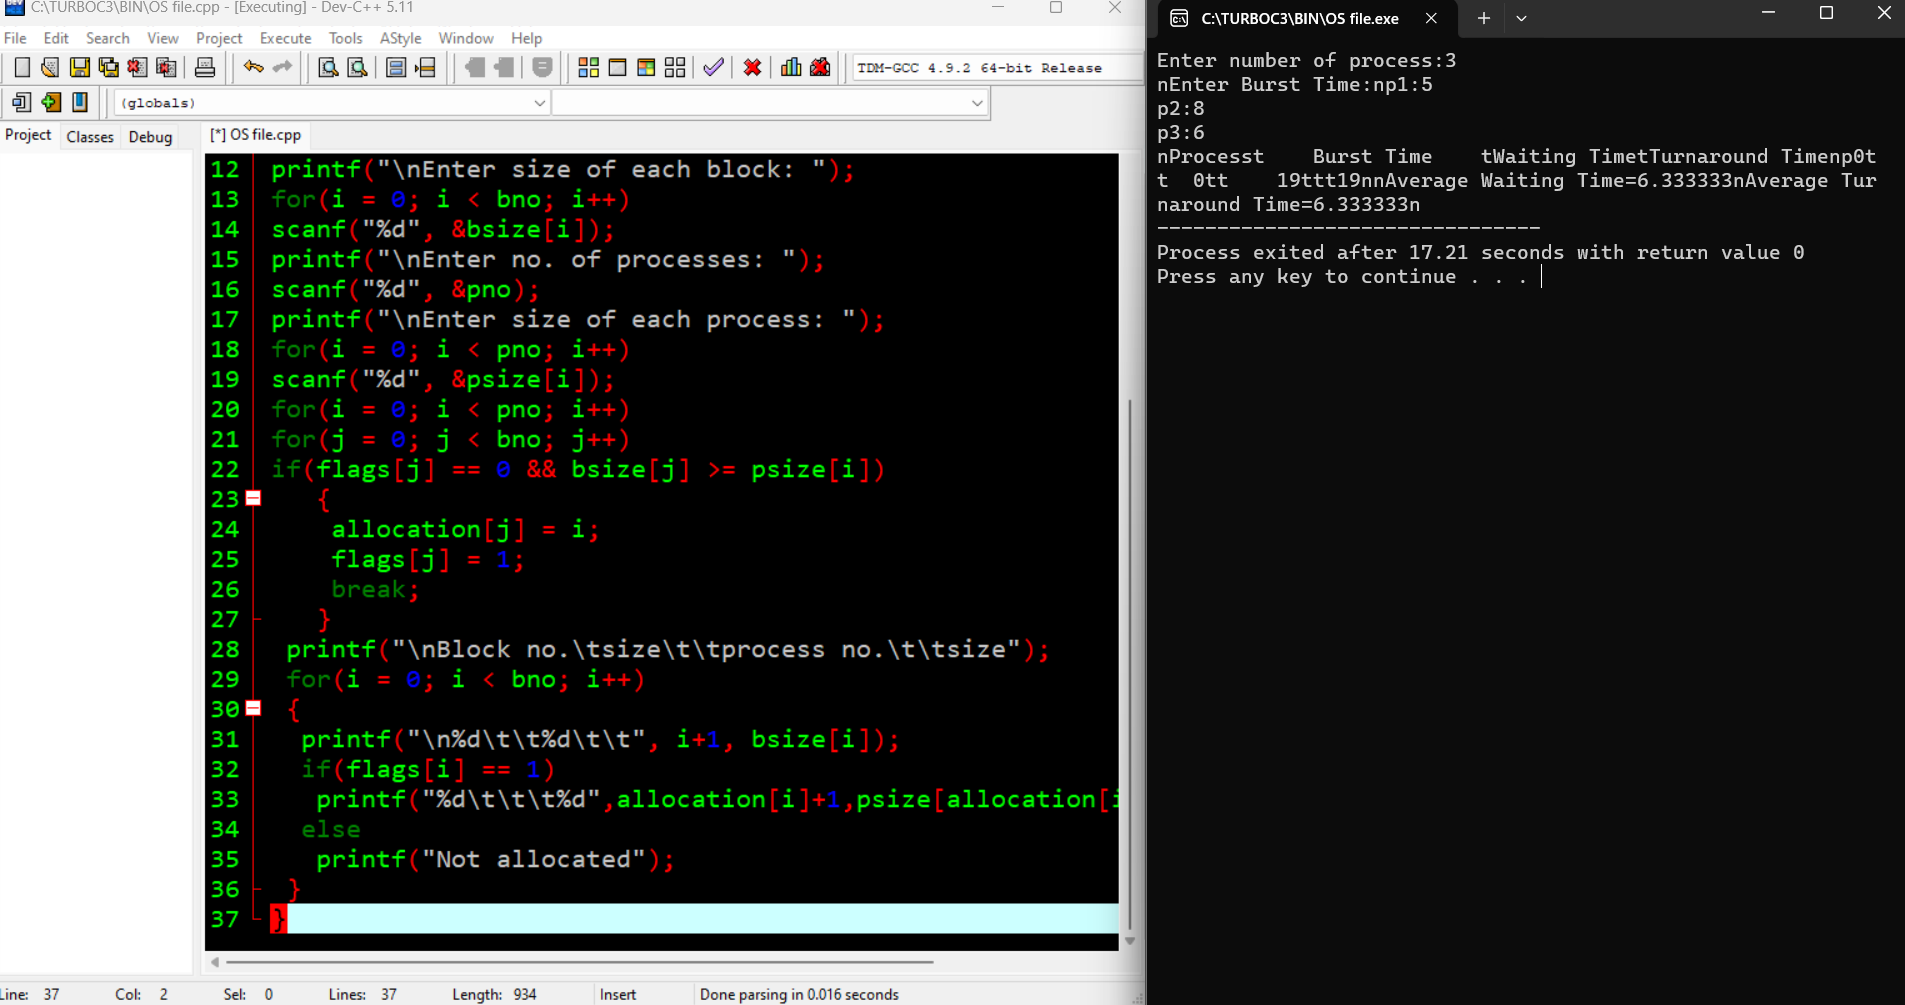 C:\TURBOC3\BIN\OS file.cpp - [Executing] - Dev-C++ 5.11
File Edit Search View Project Execute Tools AStyle Window Help
TDM-GCC 4.9.2 64-bit Release
(globals)
Project Classes Debug
[*] OS file.cpp
12 printf("\nEnter size of each block: ");
13 for(i = 0; i < bno; i++)
14 scanf("%d", &bsize[i]);
15 printf("\nEnter no. of processes: ");
16 scanf("%d", &pno);
17 printf("\nEnter size of each process: ");
18 for(i = 0; i < pno; i++)
19 scanf("%d", &psize[i]);
20 for(i = 0; i < pno; i++)
21 for(j = 0; j < bno; j++)
22 if(flags[j] == 0 && bsize[j] >= psize[i])
23 {
24 allocation[j] = i;
25 flags[j] = 1;
26 break;
27 }
28 printf("\nBlock no.\tsize\t\tprocess no.\t\tsize");
29 for(i = 0; i < bno; i++)
30 {
31 printf("\n%d\t\t%d\t\t", i+1, bsize[i]);
32 if(flags[i] == 1)
33 printf("%d\t\t\t%d",allocation[i]+1,psize[allocation[i
34 else
35 printf("Not allocated");
36 }
37 }
Line: 37 Col: 2 Sel: 0 Lines: 37 Length: 934 Insert Done parsing in 0.016 seconds
C:\TURBOC3\BIN\OS file.exe
Enter number of process:3
nEnter Burst Time:np1:5
p2:8
p3:6
nProcesst    Burst Time    tWaiting TimetTurnaround Timenp0t
t  0tt    19ttt19nnAverage Waiting Time=6.333333nAverage Tur
naround Time=6.333333n
--------------------------------
Process exited after 17.21 seconds with return value 0
Press any key to continue . . .